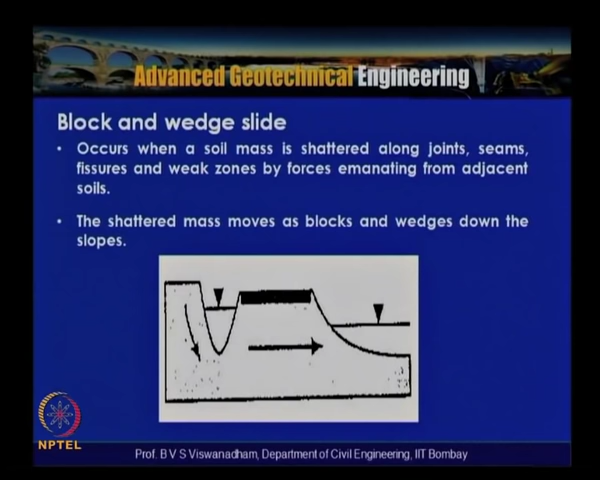 Advanced Geotechnical Engineering
Block and wedge slide
• Occurs when a soil mass is shattered along joints, seams,
fissures and weak zones by forces emanating from adjacent
soils.
• The shattered mass moves as blocks and wedges down the
slopes.
NPTEL
Prof. B V S Viswanadham, Department of Civil Engineering, IIT Bombay